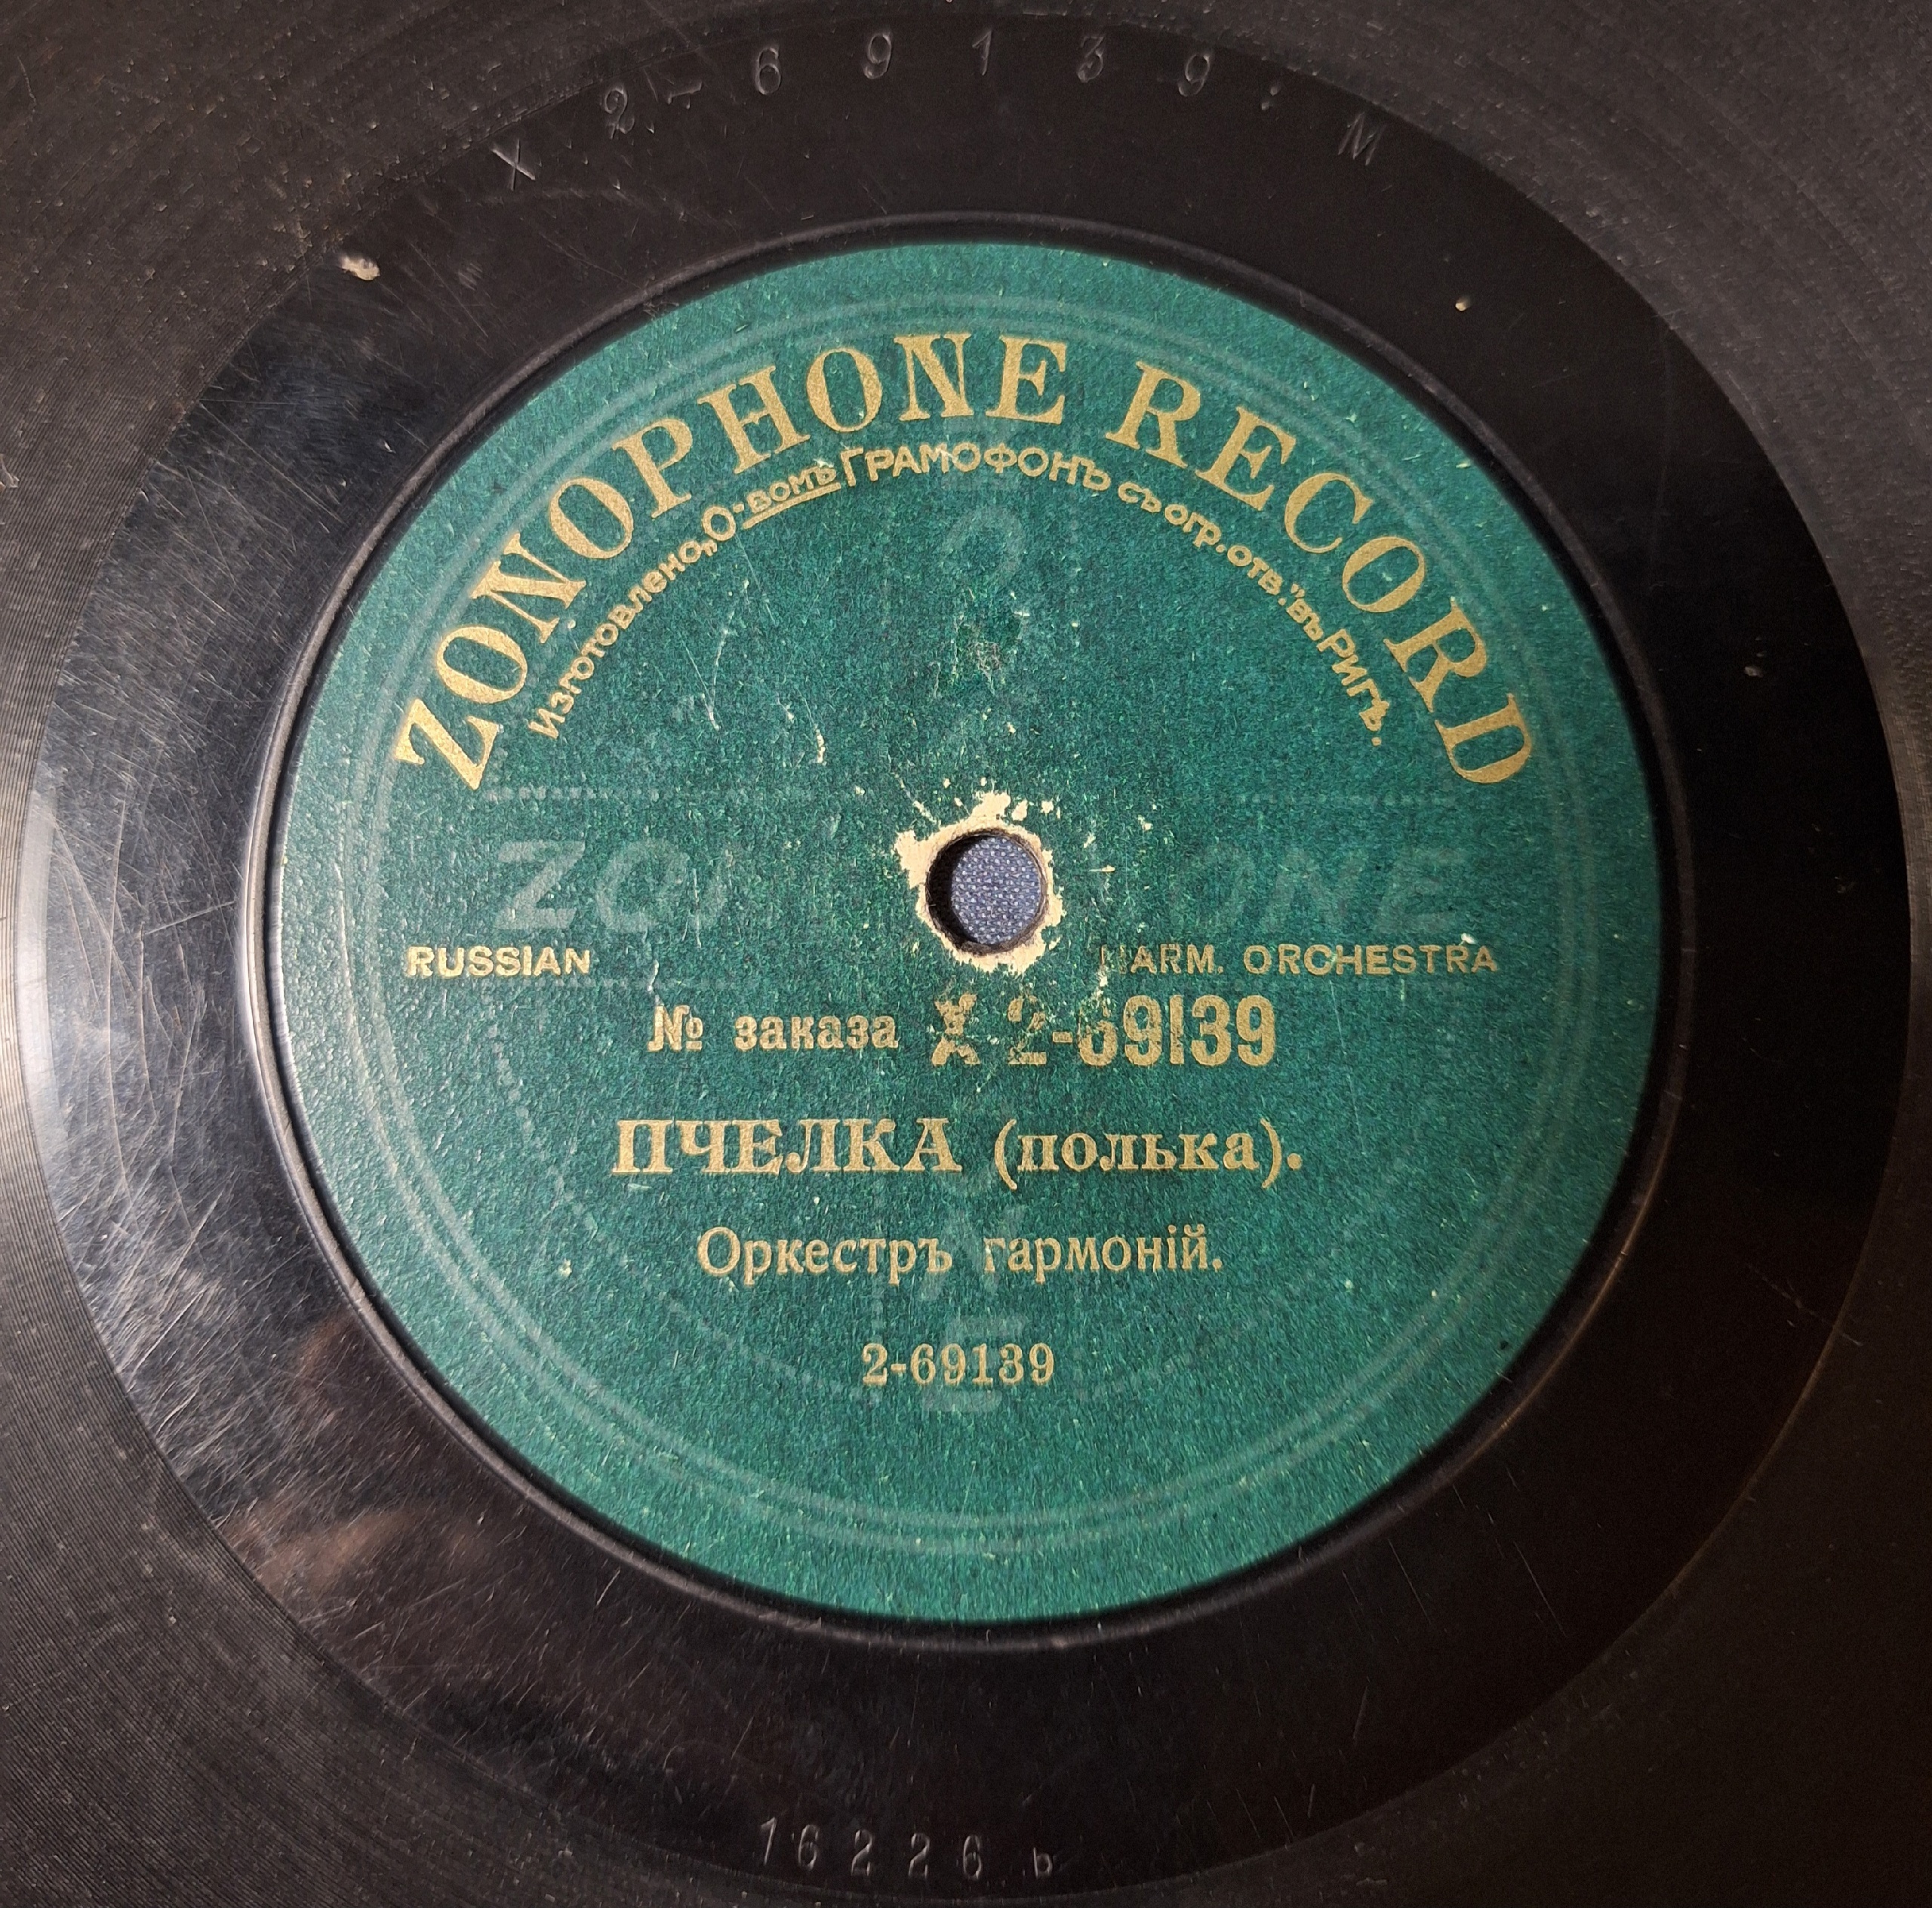 X 2-69139: M
ZONOPHONE RECORD
Изготовлено „О-вомъ ГРАМОФОНЪ съ огр. отв." въ Ригѣ.
ZONE
RUSSIAN HARM. ORCHESTRA
№ заказа X 2-69139
ПЧЕЛКА (полька).
Оркестръ гармоній.
2-69139
16226 b